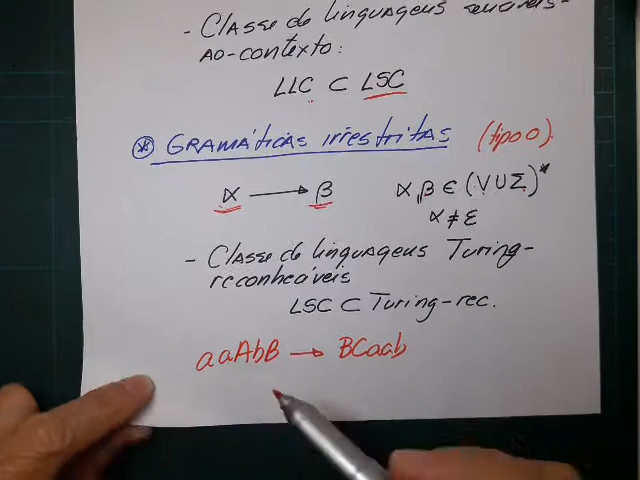 - Classe de linguagens sensíveis-
ao-contexto:
LLC ⊂ LSC
* GRAMáticas irrestritas (tipo 0).
α → β α, β ∈ (V ∪ Σ)*
α ≠ ε
- Classe de linguagens Turing-
reconhecíveis
LSC ⊂ Turing-rec.
aaAbB → BCaab